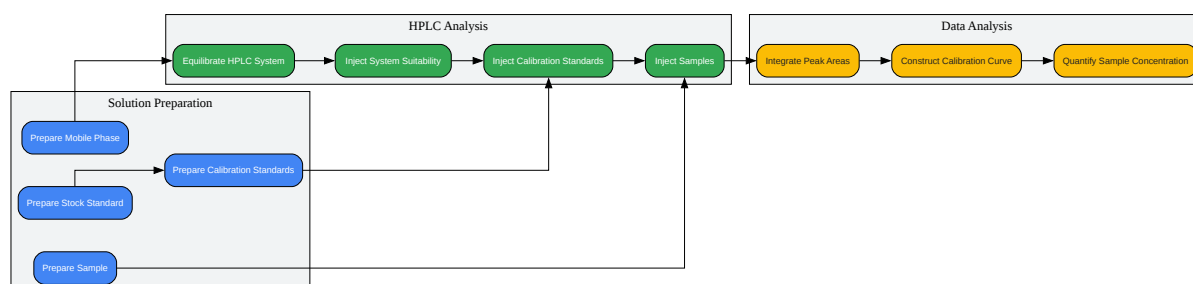 HPLC Analysis
Equilibrate HPLC System
Inject System Suitability
Inject Calibration Standards
Inject Samples
Data Analysis
Integrate Peak Areas
Construct Calibration Curve
Quantify Sample Concentration
Solution Preparation
Prepare Mobile Phase
Prepare Calibration Standards
Prepare Stock Standard
Prepare Sample